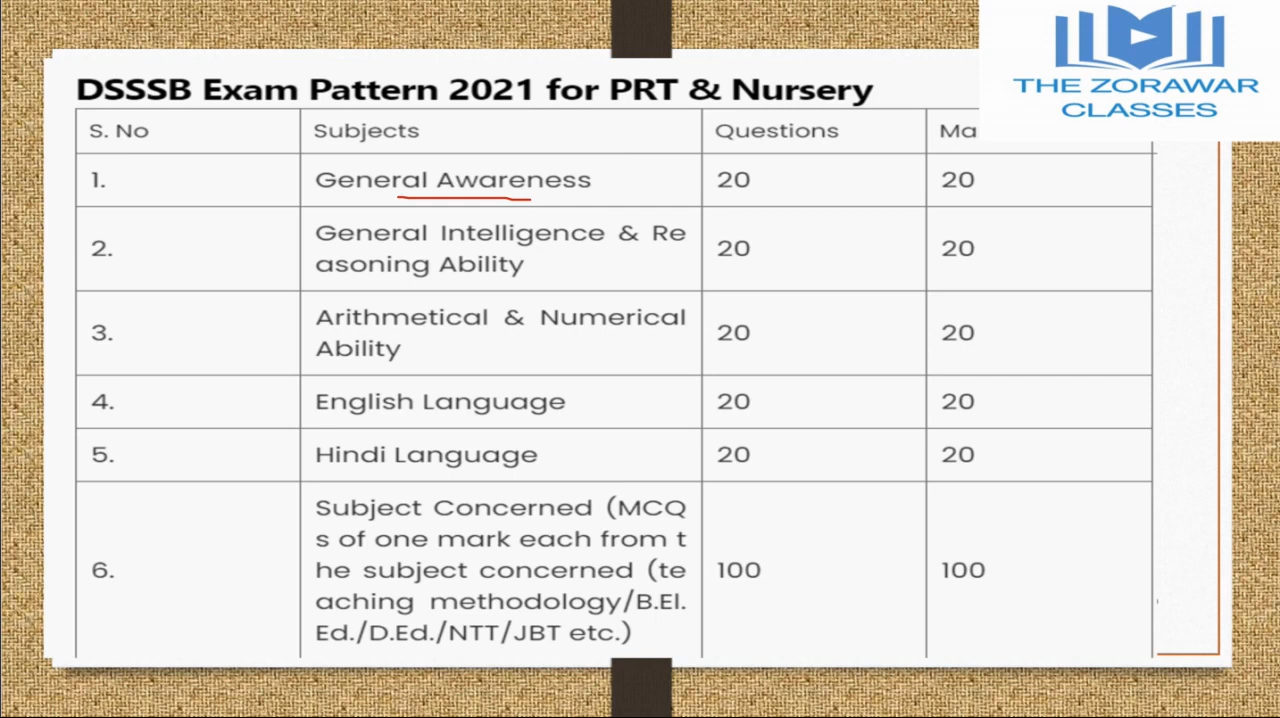 THE ZORAWAR
CLASSES
DSSSB Exam Pattern 2021 for PRT & Nursery
S. No Subjects Questions Ma
1. General Awareness 20 20
2. General Intelligence & Re
asoning Ability 20 20
3. Arithmetical & Numerical
Ability 20 20
4. English Language 20 20
5. Hindi Language 20 20
6. Subject Concerned (MCQ
s of one mark each from t
he subject concerned (te
aching methodology/B.El.
Ed./D.Ed./NTT/JBT etc.) 100 100